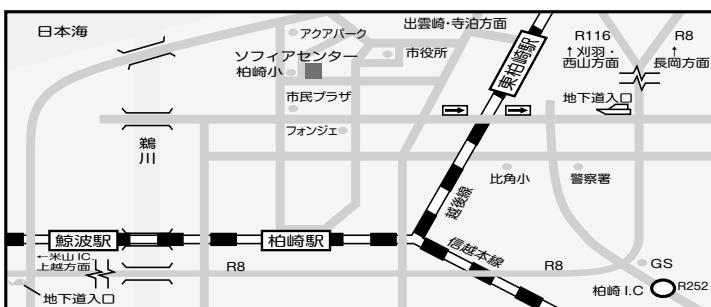 日本海
アクアパーク
出雲崎・寺泊方面
R116
↑刈羽・
西山方面
R8
↑
長岡方面
ソフィアセンター
柏崎小
市役所
東柏崎駅
市民プラザ
地下道入口
フォンジェ
鵜川
比角小
警察署
越後線
鯨波駅
柏崎駅
信越本線
←米山IC.
上越方面
R8
R8
GS
柏崎 I.C
R252
地下道入口